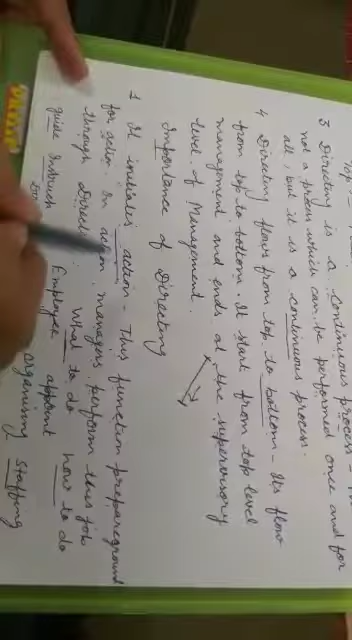 Top -
3 Directing is a Continuous process -
not a process which can be performed once and for
all, but it is a continuous process.
4 Directing flows from top to bottom - Its flow
from top to bottom. It start from top level
management and ends at the supervisory
level of Management.
Importance of Directing
1 It initiates action - This function prepareground
for action. In action managers perform this job
through Directi What to do how to do
guide Instruct Employee appoint
organising Staffing